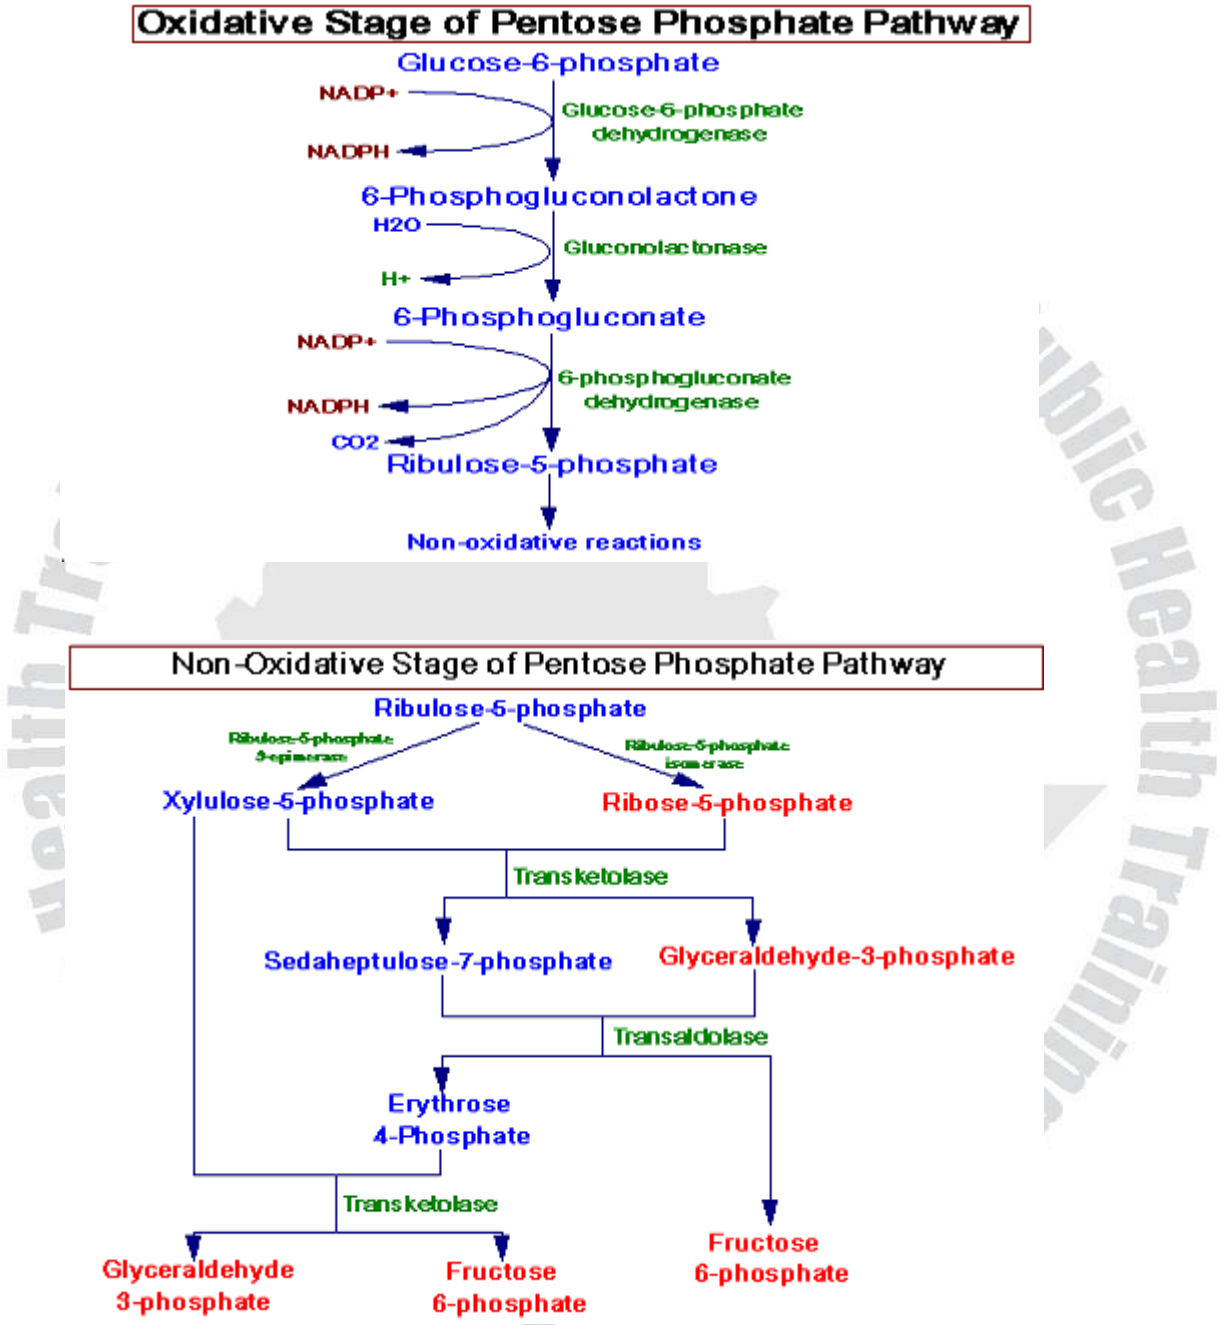 Oxidative Stage of Pentose Phosphate Pathway
Glucose-6-phosphate
NADP+
Glucose-6-phosphate
dehydrogenase
NADPH
6-Phosphogluconolactone
H2O
Gluconolactonase
H+
6-Phosphogluconate
NADP+
6-phosphogluconate
dehydrogenase
NADPH
CO2
Ribulose-5-phosphate
Non-oxidative reactions
Non-Oxidative Stage of Pentose Phosphate Pathway
Ribulose-5-phosphate
Ribulose-5-phosphate
3-epimerase
Ribulose-5-phosphate
isomerase
Xylulose-5-phosphate
Ribose-5-phosphate
Transketolase
Sedaheptulose-7-phosphate
Glyceraldehyde-3-phosphate
Transaldolase
Erythrose
4-Phosphate
Transketolase
Glyceraldehyde
3-phosphate
Fructose
6-phosphate
Fructose
6-phosphate
Health Training